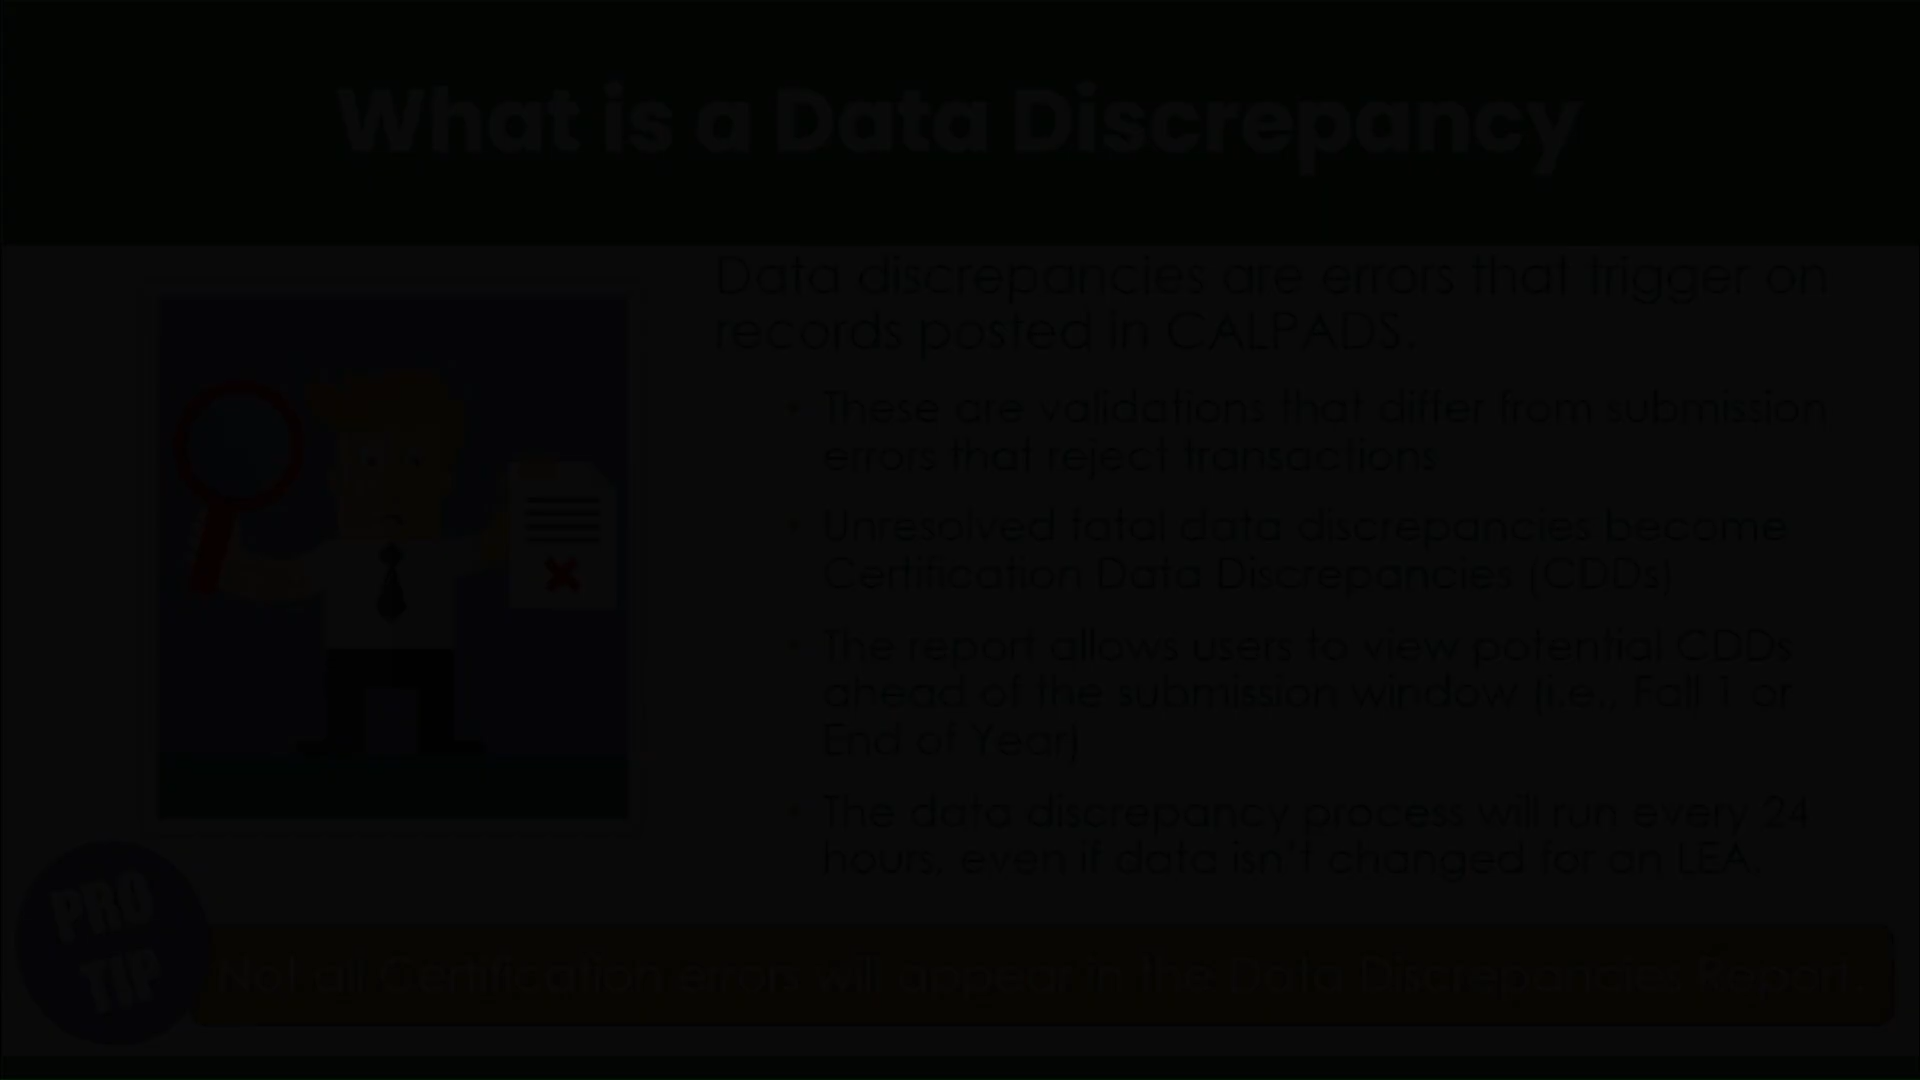 What is a Data Discrepancy
Data discrepancies are errors that trigger on
records posted in CALPADS.
These are validations that differ from submission
errors that reject transactions
Unresolved fatal data discrepancies become
Certification Data Discrepancies (CDDs)
The report allows users to view potential CDDs
ahead of the submission window (i.e., Fall 1 or
End of Year)
The data discrepancy process will run every 24
hours, even if data isn't changed for an LEA.
PRO
TIP
Not all Certification errors will appear in the Data Discrepancies Report.